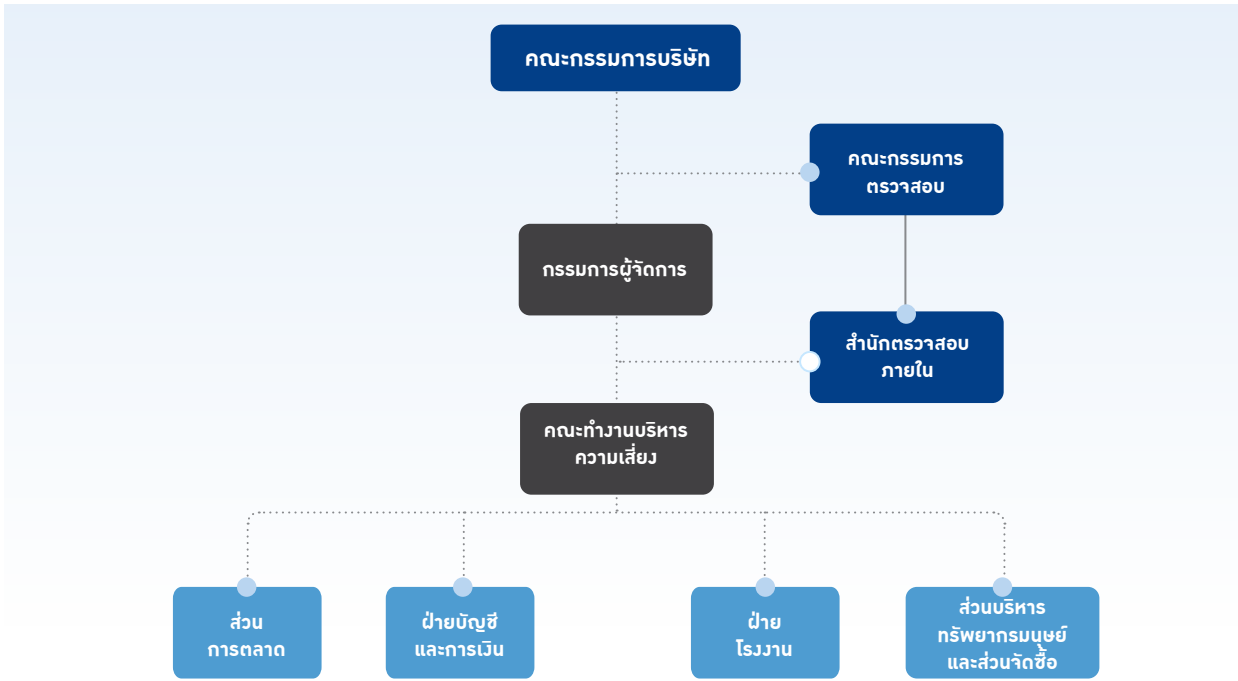 คณะกรรมการบริษัท
คณะกรรมการ
ตรวจสอบ
กรรมการผู้จัดการ
สำนักตรวจสอบ
ภายใน
คณะทำงานบริหาร
ความเสี่ยง
ส่วน
การตลาด
ฝ่ายบัญชี
และการเงิน
ฝ่าย
โรงงาน
ส่วนบริหาร
ทรัพยากรมนุษย์
และส่วนจัดซื้อ